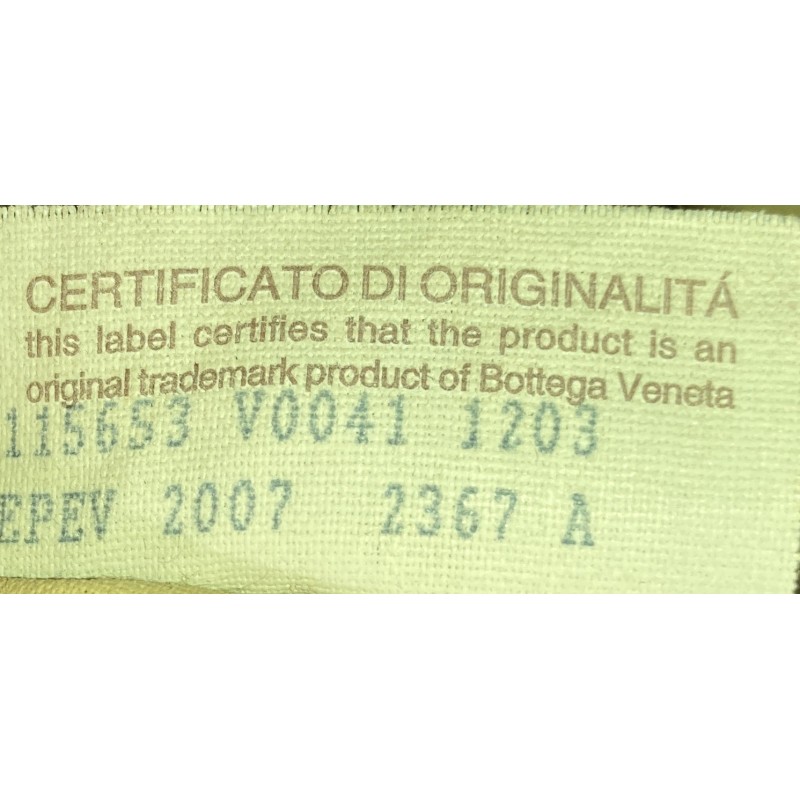 CERTIFICATO DI ORIGINALITÁ
this label certifies that the product is an
original trademark product of Bottega Veneta
115653 V0041 1203
EPEV 2007 2367 A